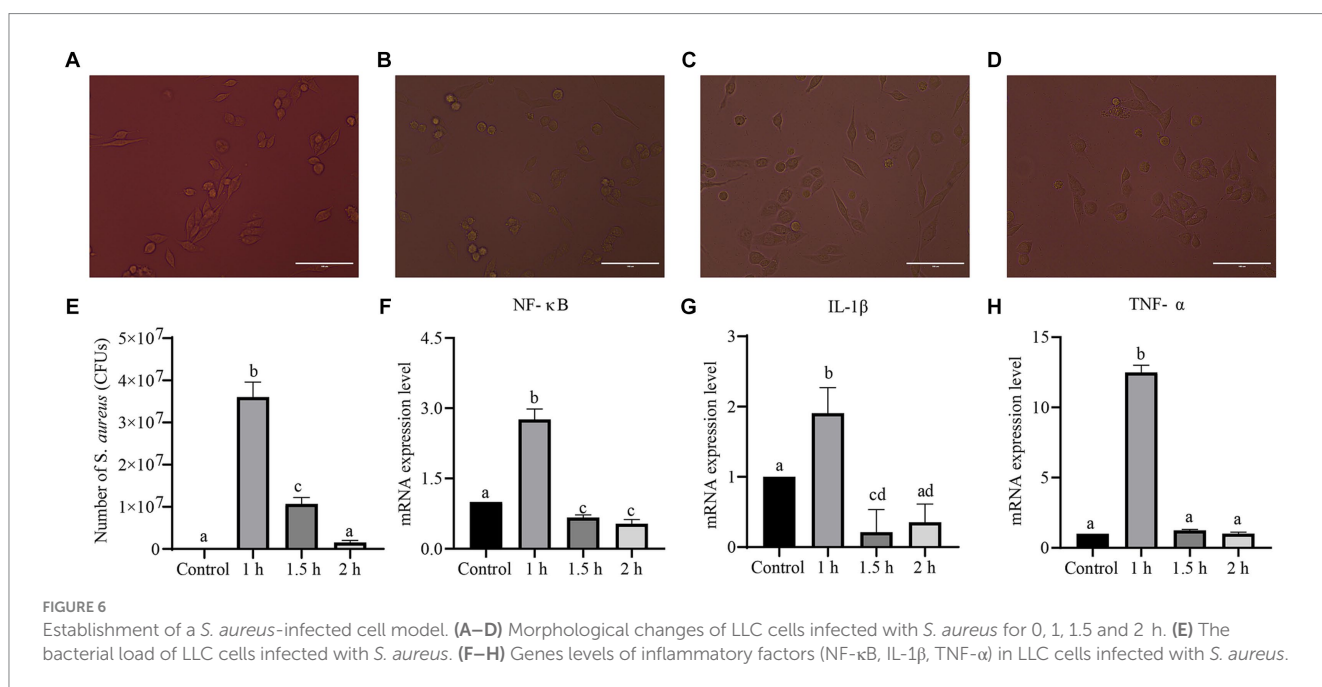 A B C D
E F NF- κB G IL-1β H TNF- α
Number of S. aureus (CFUs)
5×10⁷
4×10⁷
3×10⁷
2×10⁷
1×10⁷
0
a b c a
Control 1 h 1.5 h 2 h
mRNA expression level
4.5
3.0
1.5
0.0
a b c c
Control 1 h 1.5 h 2 h
mRNA expression level
3
2
1
0
a b cd ad
Control 1 h 1.5 h 2 h
mRNA expression level
15
10
5
0
a b a a
Control 1 h 1.5 h 2 h
FIGURE 6
Establishment of a S. aureus-infected cell model. (A–D) Morphological changes of LLC cells infected with S. aureus for 0, 1, 1.5 and 2 h. (E) The
bacterial load of LLC cells infected with S. aureus. (F–H) Genes levels of inflammatory factors (NF-κB, IL-1β, TNF-α) in LLC cells infected with S. aureus.